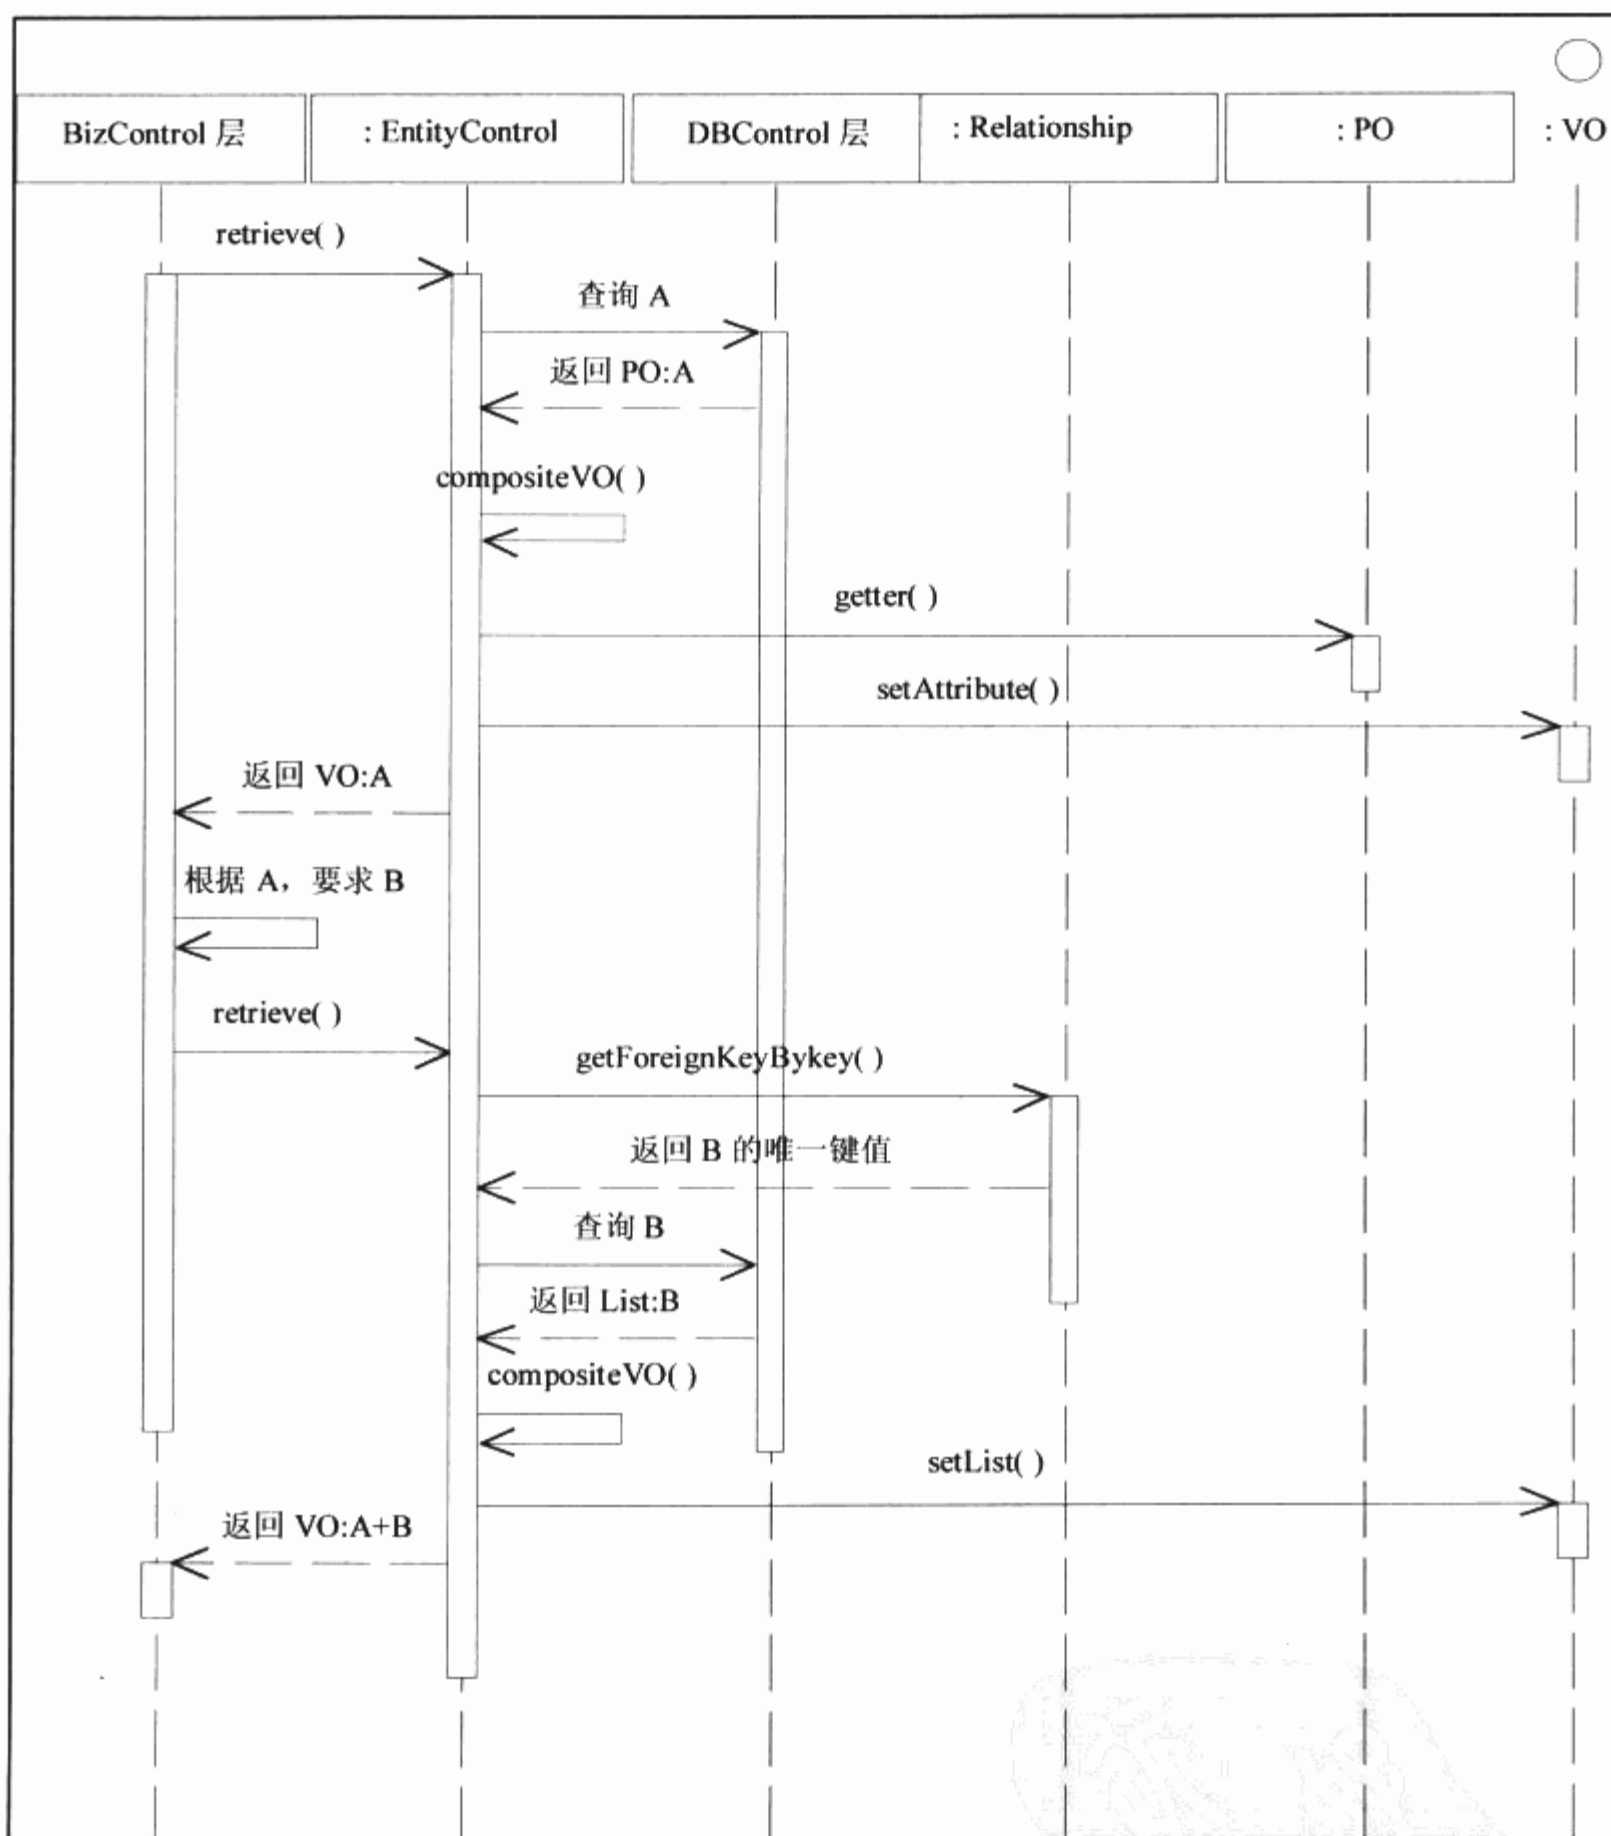 BizControl 层
: EntityControl
DBControl 层
: Relationship
: PO
: VO
retrieve( )
查询 A
返回 PO:A
compositeVO( )
getter( )
setAttribute( )
返回 VO:A
根据 A，要求 B
retrieve( )
getForeignKeyBykey( )
返回 B 的唯一键值
查询 B
返回 List:B
compositeVO( )
setList( )
返回 VO:A+B